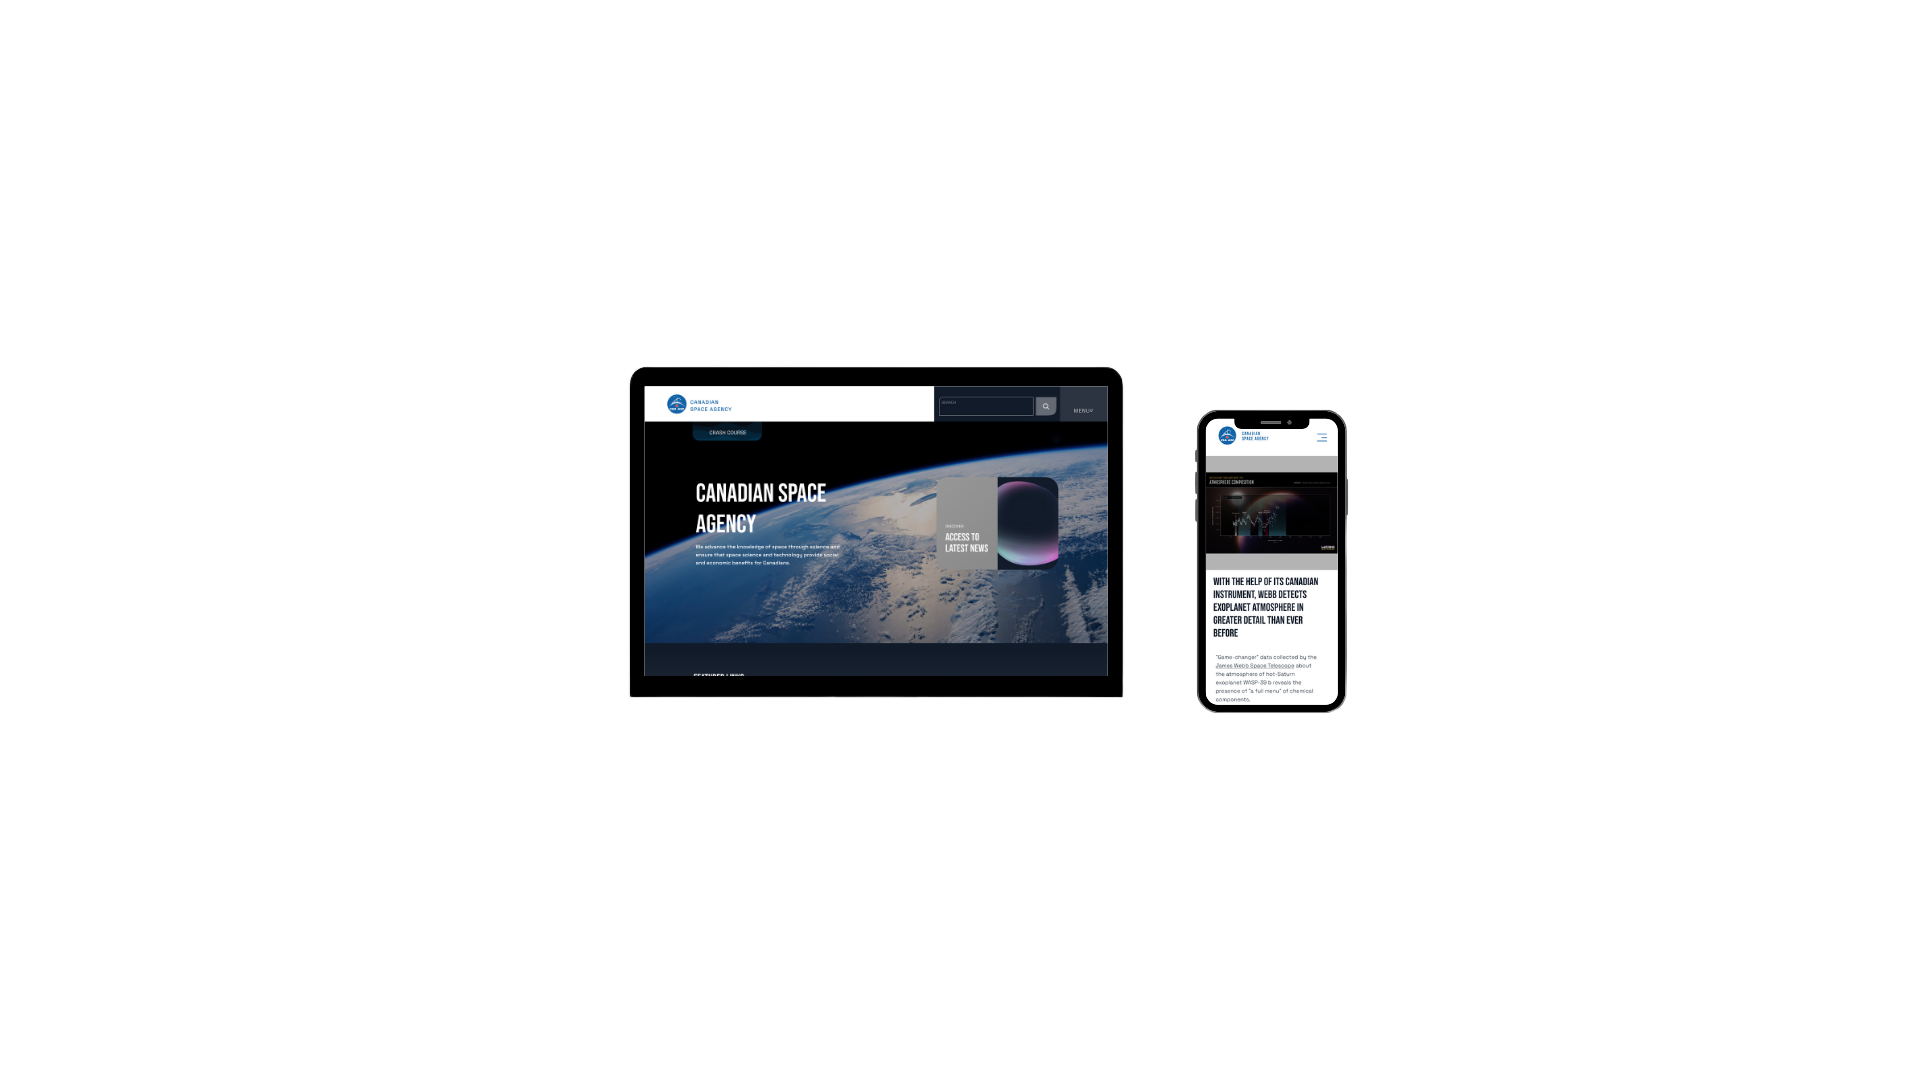 CANADIAN
SPACE AGENCY
SEARCH
MENU
CRASH COURSE
CANADIAN SPACE
AGENCY
We advance the knowledge of space through science and
ensure that space science and technology provide social
and economic benefits for Canadians.
DISCOVER
ACCESS TO
LATEST NEWS
FEATURED LINKS
CANADIAN
SPACE AGENCY
ATMOSPHERE COMPOSITION
WITH THE HELP OF ITS CANADIAN
INSTRUMENT, WEBB DETECTS
EXOPLANET ATMOSPHERE IN
GREATER DETAIL THAN EVER
BEFORE
"Game-changer" data collected by the
James Webb Space Telescope about
the atmosphere of hot-Saturn
exoplanet WASP-39 b reveals the
presence of "a full menu" of chemical
components.